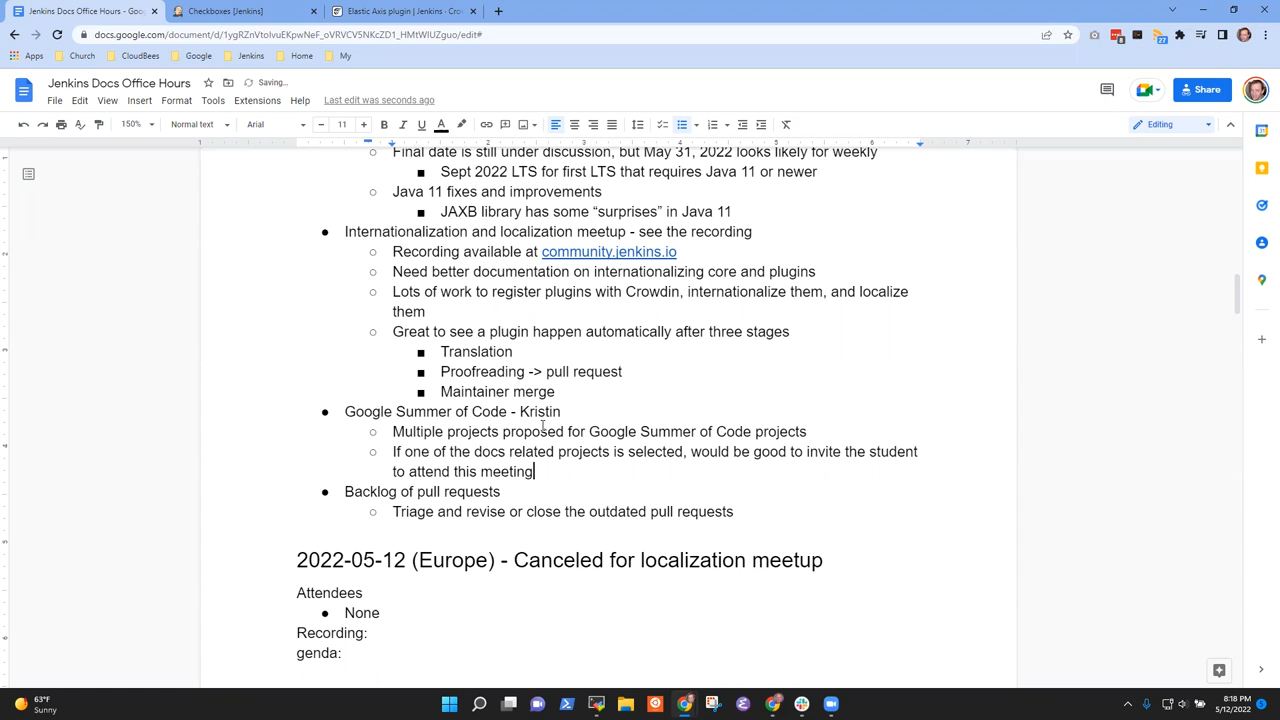 Jenkins Docs Office Hours - Goo
Checkboxes [Jenkins]
Elastic Axis plugin | Jenkins - Cro
docs.google.com/document/d/1ygRZnVtoIvuEKpwNeF_oVRVCV5NKcZD1_HMtWIUZguo/edit#
Apps
Church
CloudBees
Google
Jenkins
Home
My
Jenkins Docs Office Hours
Saving...
File Edit View Insert Format Tools Extensions Help
Last edit was seconds ago
Share
150%
Normal text
Arial
11
Editing
Final date is still under discussion, but May 31, 2022 looks likely for weekly
Sept 2022 LTS for first LTS that requires Java 11 or newer
Java 11 fixes and improvements
JAXB library has some “surprises” in Java 11
Internationalization and localization meetup - see the recording
Recording available at community.jenkins.io
Need better documentation on internationalizing core and plugins
Lots of work to register plugins with Crowdin, internationalize them, and localize
them
Great to see a plugin happen automatically after three stages
Translation
Proofreading -> pull request
Maintainer merge
Google Summer of Code - Kristin
Multiple projects proposed for Google Summer of Code projects
If one of the docs related projects is selected, would be good to invite the student
to attend this meeting
Backlog of pull requests
Triage and revise or close the outdated pull requests
2022-05-12 (Europe) - Canceled for localization meetup
Attendees
None
Recording:
genda:
63°F
Sunny
8:18 PM
5/12/2022